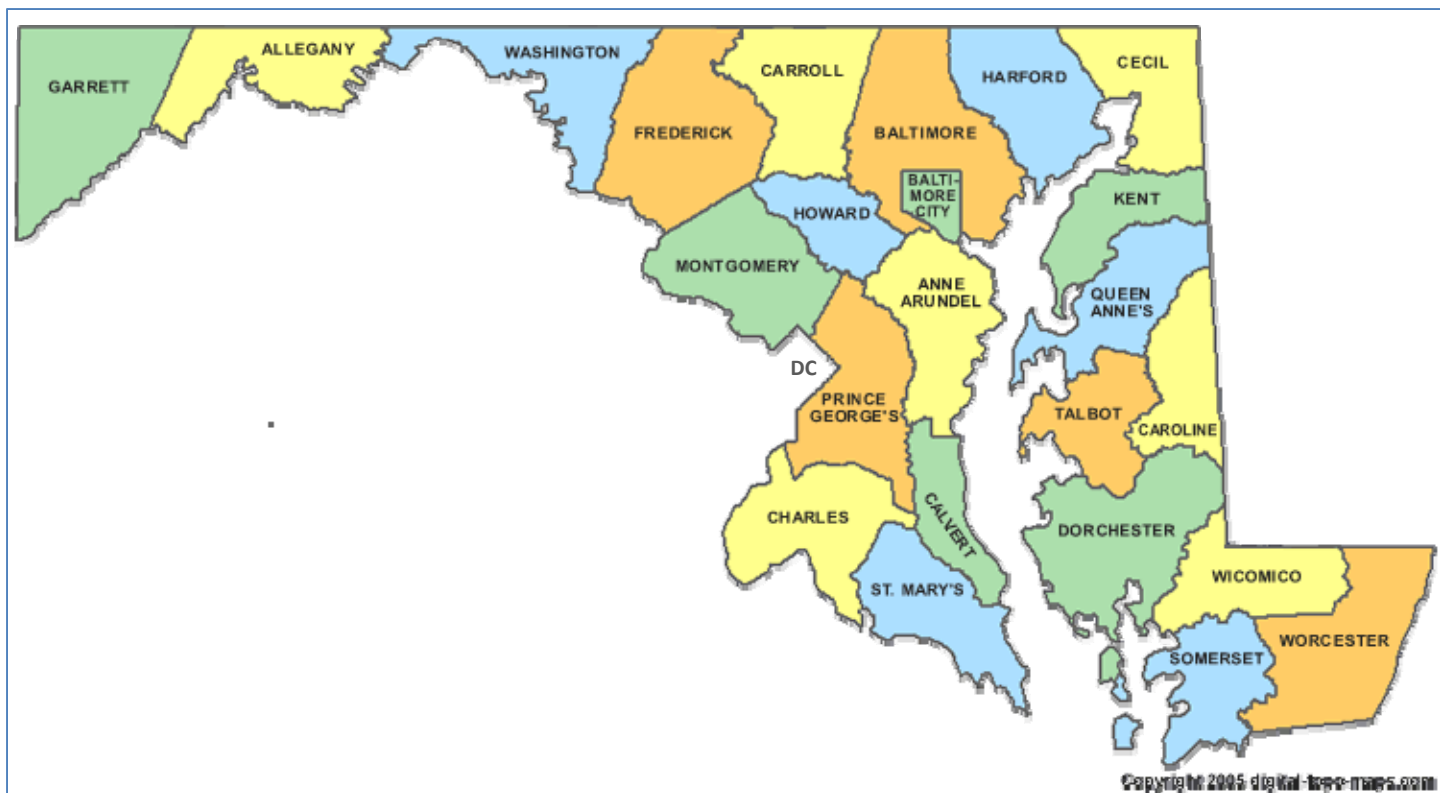 GARRETT
ALLEGANY
WASHINGTON
FREDERICK
CARROLL
BALTIMORE
HARFORD
CECIL
BALTI-
MORE
CITY
KENT
HOWARD
MONTGOMERY
ANNE
ARUNDEL
QUEEN
ANNE'S
DC
PRINCE
GEORGE'S
TALBOT
CAROLINE
CHARLES
CALVERT
DORCHESTER
ST. MARY'S
WICOMICO
SOMERSET
WORCESTER
Copyright 2005 digital-topo-maps.com